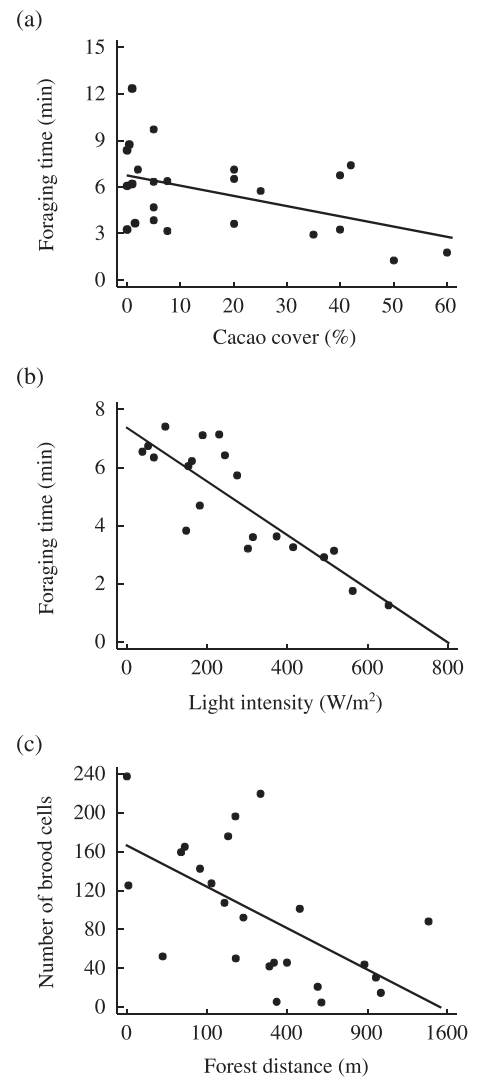 (a)
15
12
9
6
3
0
Foraging time (min)
0 10 20 30 40 50 60
Cacao cover (%)
(b)
8
6
4
2
0
Foraging time (min)
0 200 400 600 800
Light intensity (W/m²)
(c)
240
200
160
120
80
40
0
Number of brood cells
0 100 400 900 1600
Forest distance (m)